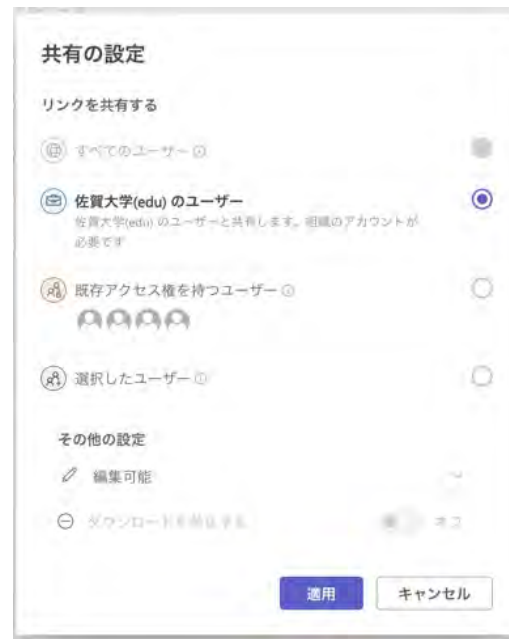 共有の設定
リンクを共有する
すべてのユーザー
佐賀大学(edu) のユーザー
佐賀大学(edu) のユーザーと共有します。組織のアカウントが
必要です
既存アクセス権を持つユーザー
選択したユーザー
その他の設定
編集可能
ダウンロードを禁止する
オフ
適用
キャンセル